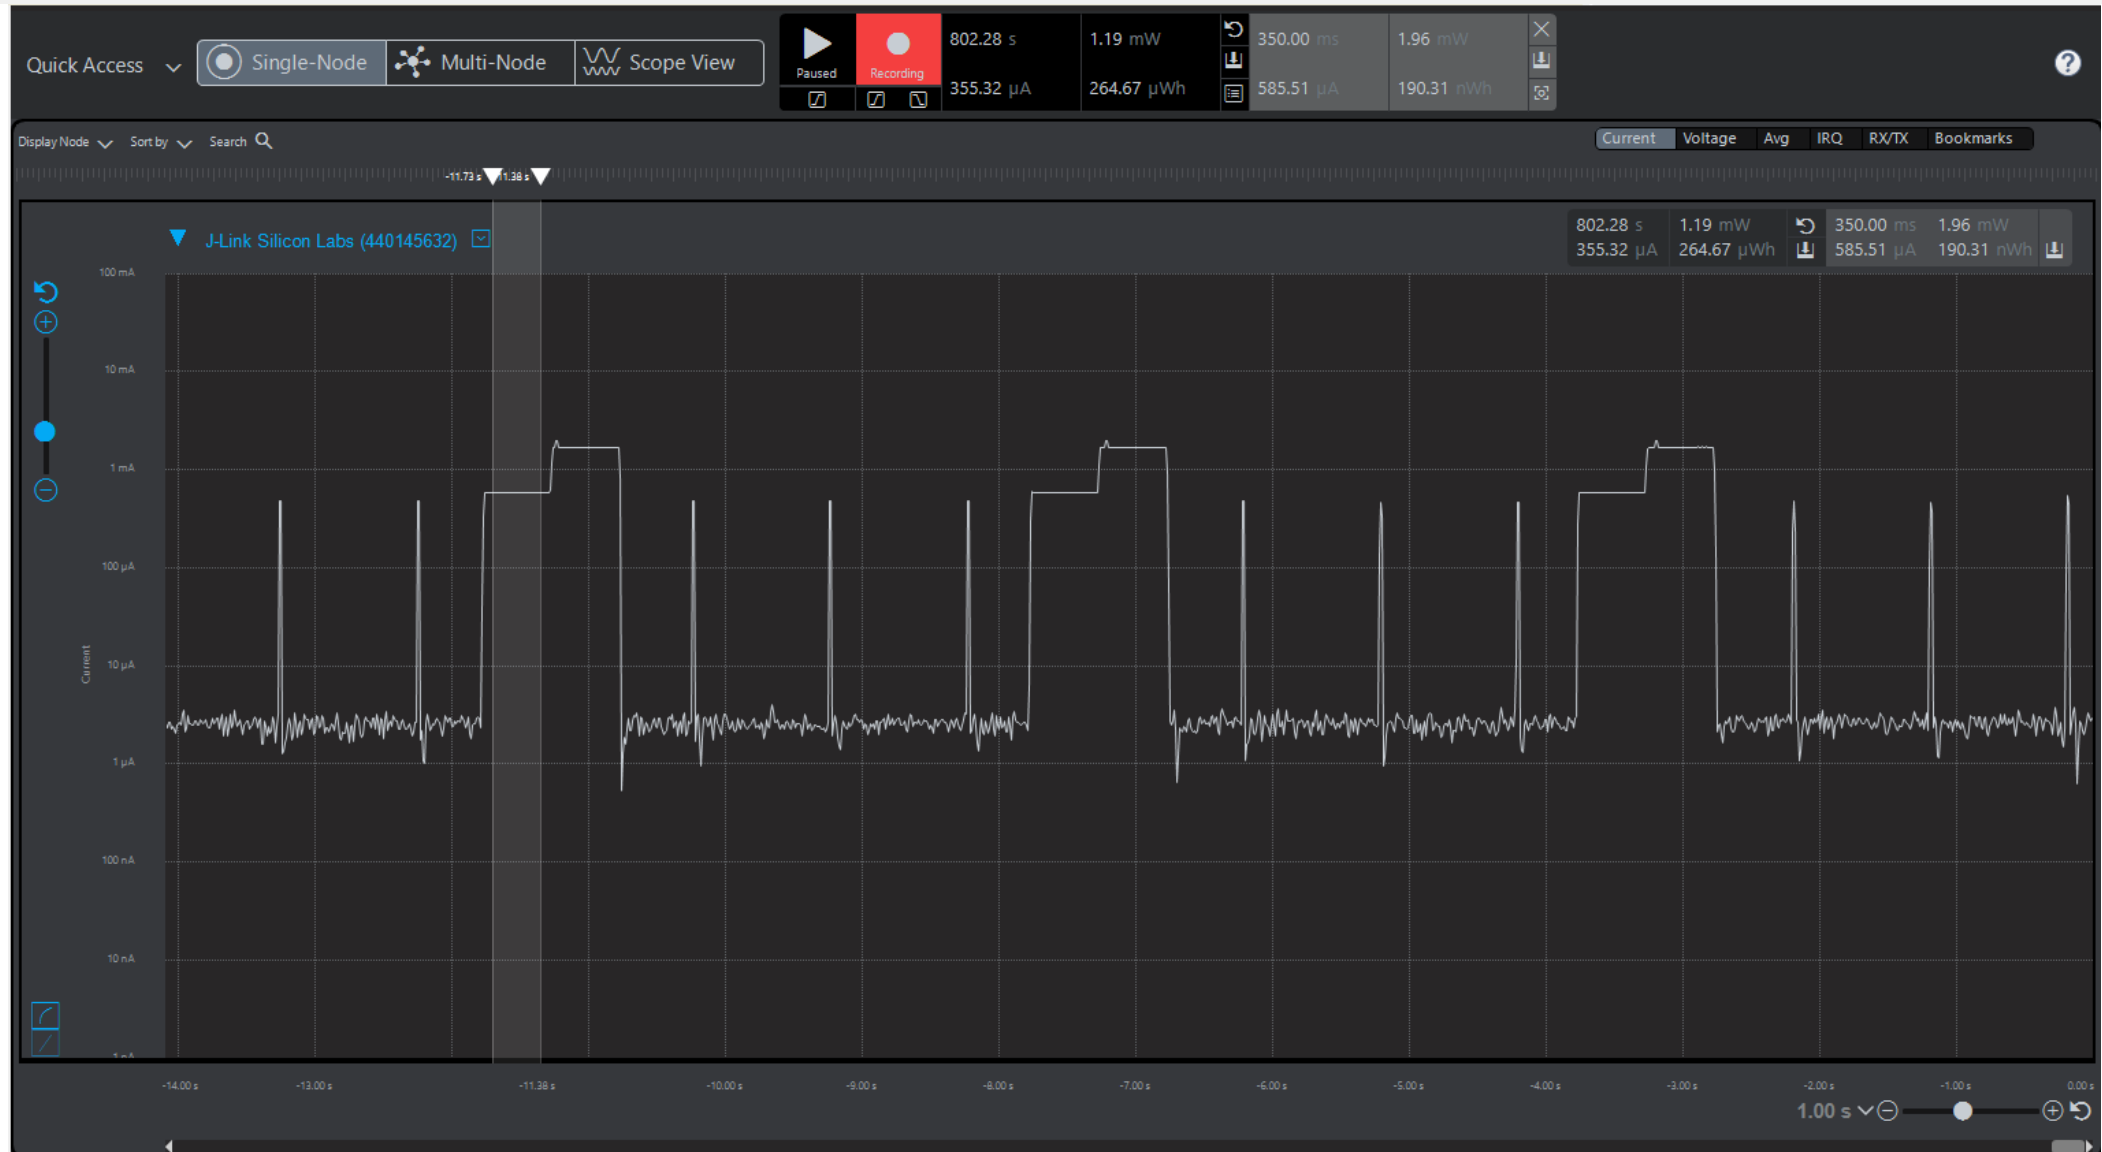 Quick Access Single-Node Multi-Node Scope View
Paused Recording
802.28 s 1.19 mW
355.32 µA 264.67 µWh
350.00 ms 1.96 mW
585.51 µA 190.31 nWh
Display Node Sort by Search
Current Voltage Avg IRQ RX/TX Bookmarks
-11.73 s 11.38 s
J-Link Silicon Labs (440145632)
802.28 s 1.19 mW 350.00 ms 1.96 mW
355.32 µA 264.67 µWh 585.51 µA 190.31 nWh
100 mA
10 mA
1 mA
100 µA
10 µA
1 µA
100 nA
10 nA
1 nA
Current
-14.00 s -13.00 s -11.38 s -10.00 s -9.00 s -8.00 s -7.00 s -6.00 s -5.00 s -4.00 s -3.00 s -2.00 s -1.00 s 0.00 s
1.00 s